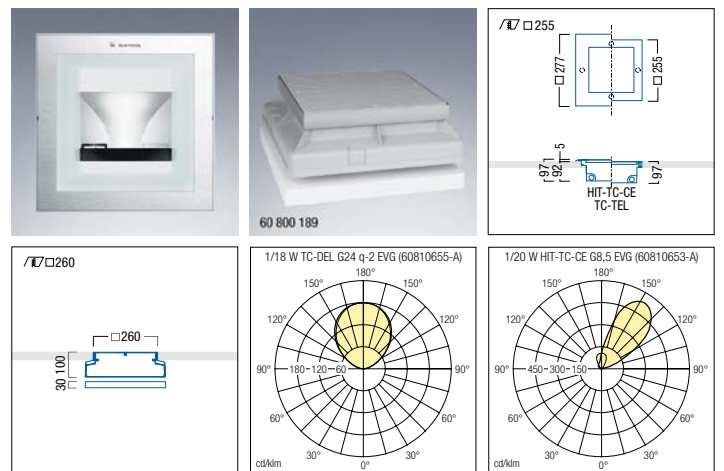 60 800 189
□255
□277
□255
97
92
5
97
HIT-TC-CE
TC-TEL
□260
□260
30 100
1/18 W TC-DEL G24 q-2 EVG (60810655-A)
180°
150° 150°
120° 120°
90° 180 120 60 90°
60° 60°
30° 30°
cd/klm 0°
1/20 W HIT-TC-CE G8,5 EVG (60810653-A)
180°
150° 150°
120° 120°
90° 450 300 150 90°
60° 60°
30° 30°
cd/klm 0°